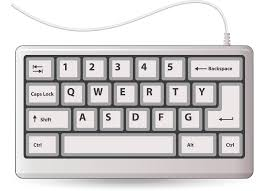 1 2 3 4 5 ← Backspace
Caps Lock Q W E R T Y
↑ Shift A S D F G
Ctrl Alt Ctrl